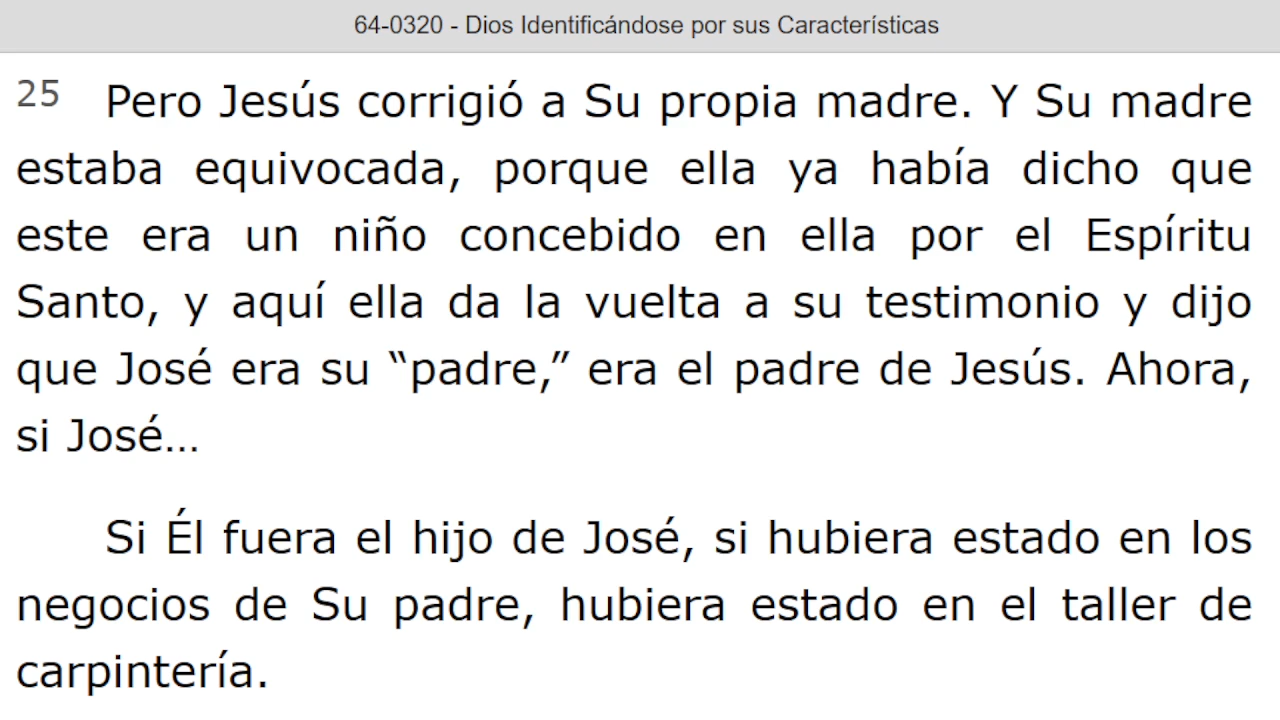 64-0320 - Dios Identificándose por sus Características
25 Pero Jesús corrigió a Su propia madre. Y Su madre
estaba equivocada, porque ella ya había dicho que
este era un niño concebido en ella por el Espíritu
Santo, y aquí ella da la vuelta a su testimonio y dijo
que José era su “padre,” era el padre de Jesús. Ahora,
si José...
Si Él fuera el hijo de José, si hubiera estado en los
negocios de Su padre, hubiera estado en el taller de
carpintería.